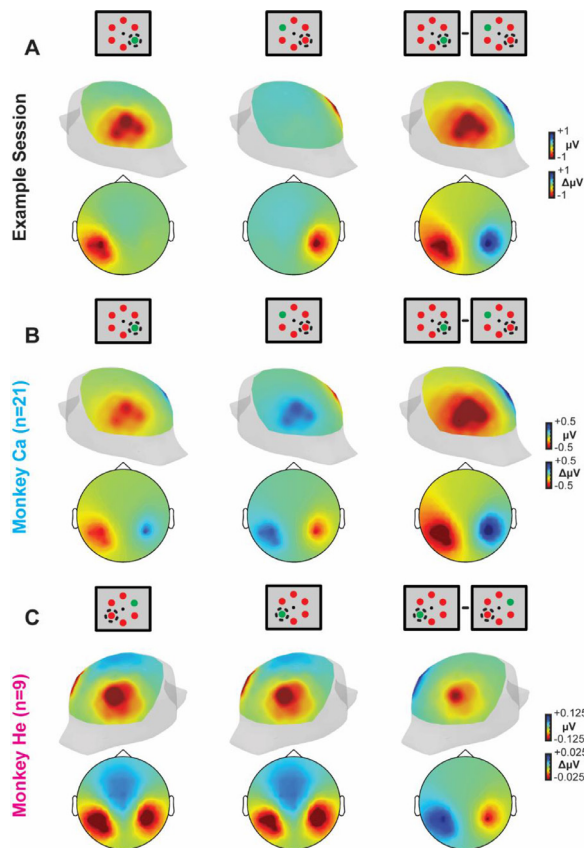 A
Example Session
+1
µV
-1
+1
ΔµV
-1
B
Monkey Ca (n=21)
+0.5
µV
-0.5
+0.5
ΔµV
-0.5
C
Monkey He (n=9)
+0.125
µV
-0.125
+0.025
ΔµV
-0.025